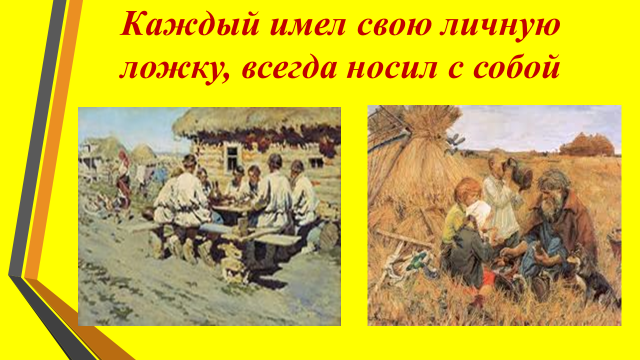 Каждый имел свою личную
ложку, всегда носил с собой